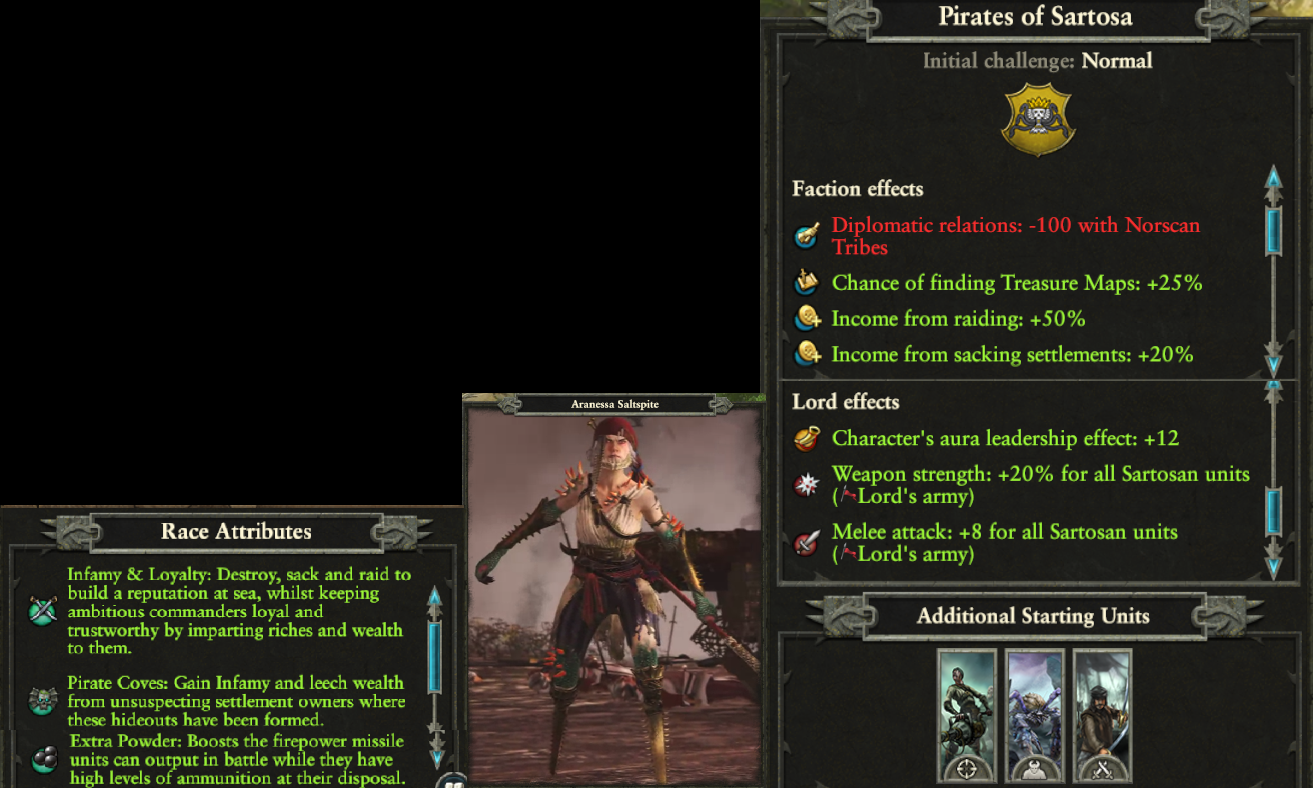 Pirates of Sartosa
Initial challenge: Normal
Faction effects
Diplomatic relations: -100 with Norscan
Tribes
Chance of finding Treasure Maps: +25%
Income from raiding: +50%
Income from sacking settlements: +20%
Lord effects
Character's aura leadership effect: +12
Weapon strength: +20% for all Sartosan units
(Lord's army)
Melee attack: +8 for all Sartosan units
(Lord's army)
Additional Starting Units
Aranessa Saltspite
Race Attributes
Infamy & Loyalty: Destroy, sack and raid to
build a reputation at sea, whilst keeping
ambitious commanders loyal and
trustworthy by imparting riches and wealth
to them.
Pirate Coves: Gain Infamy and leech wealth
from unsuspecting settlement owners where
these hideouts have been formed.
Extra Powder: Boosts the firepower missile
units can output in battle while they have
high levels of ammunition at their disposal.